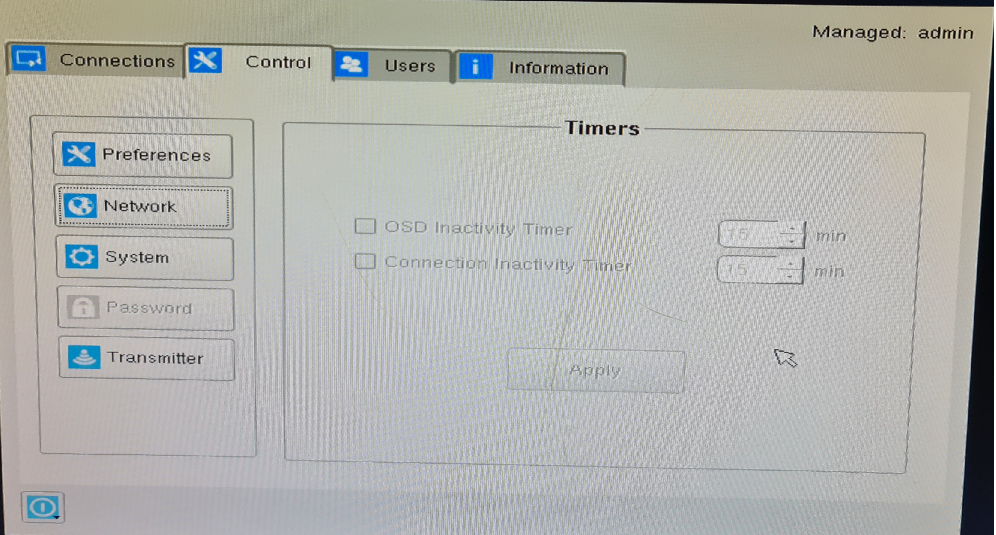 Managed: admin
Connections Control Users Information
Timers
Preferences
Network
System
Password
Transmitter
OSD Inactivity Timer 15 min
Connection Inactivity Timer 15 min
Apply